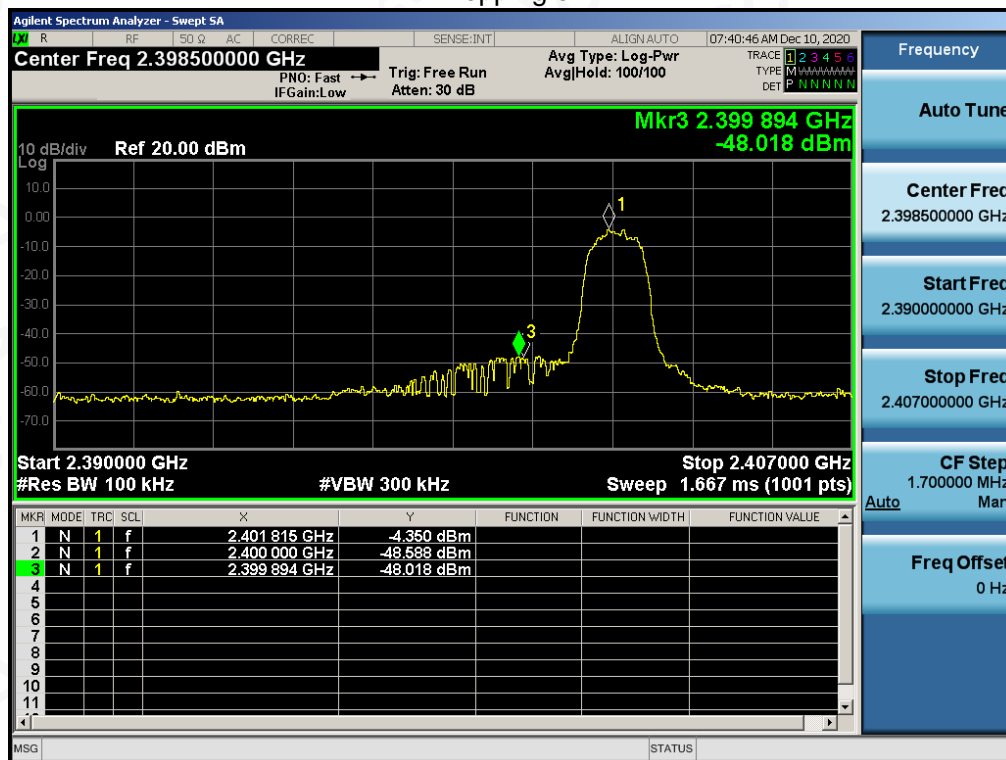 Agilent Spectrum Analyzer - Swept SA
LXI R RF 50 Ω AC CORREC SENSE:INT ALIGN AUTO 07:40:46 AM Dec 10, 2020
Center Freq 2.398500000 GHz
PNO: Fast
IFGain:Low
Trig: Free Run
Atten: 30 dB
Avg Type: Log-Pwr
Avg|Hold: 100/100
TRACE 1 2 3 4 5 6
TYPE M WWWWW
DET P N N N N N
Mkr3 2.399 894 GHz
-48.018 dBm
10 dB/div Ref 20.00 dBm
Log
10.0
0.00
-10.0
-20.0
-30.0
-40.0
-50.0
-60.0
-70.0
1
3
Start 2.390000 GHz Stop 2.407000 GHz
#Res BW 100 kHz #VBW 300 kHz Sweep 1.667 ms (1001 pts)
MKR MODE TRC SCL X Y FUNCTION FUNCTION WIDTH FUNCTION VALUE
1 N 1 f 2.401 815 GHz -4.350 dBm
2 N 1 f 2.400 000 GHz -48.588 dBm
3 N 1 f 2.399 894 GHz -48.018 dBm
4
5
6
7
8
9
10
11
MSG STATUS
Frequency
Auto Tune
Center Freq
2.398500000 GHz
Start Freq
2.390000000 GHz
Stop Freq
2.407000000 GHz
CF Step
1.700000 MHz
Auto Man
Freq Offset
0 Hz